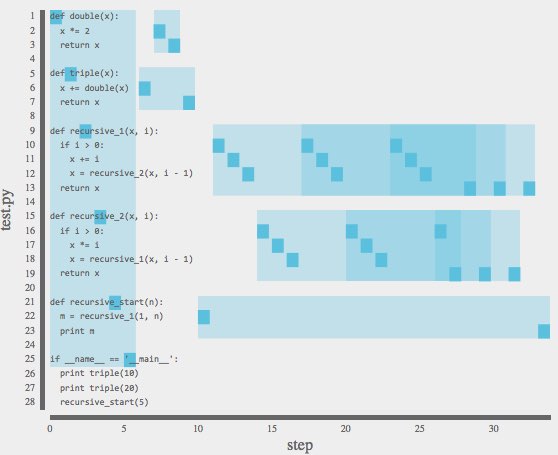 1 def double(x):
2 x *= 2
3 return x
4
5 def triple(x):
6 x += double(x)
7 return x
8
9 def recursive_1(x, i):
10 if i > 0:
11 x += i
12 x = recursive_2(x, i - 1)
13 return x
14
15 def recusive_2(x, i):
16 if i > 0:
17 x *= i
18 x = recursive_1(x, i - 1)
19 return x
20
21 def recursive_start(n):
22 m = recursive_1(1, n)
23 print m
24
25 if __name__ == '__main__':
26 print triple(10)
27 print triple(20)
28 recursive_start(5)
test.py
0 5 10 15 20 25 30
step